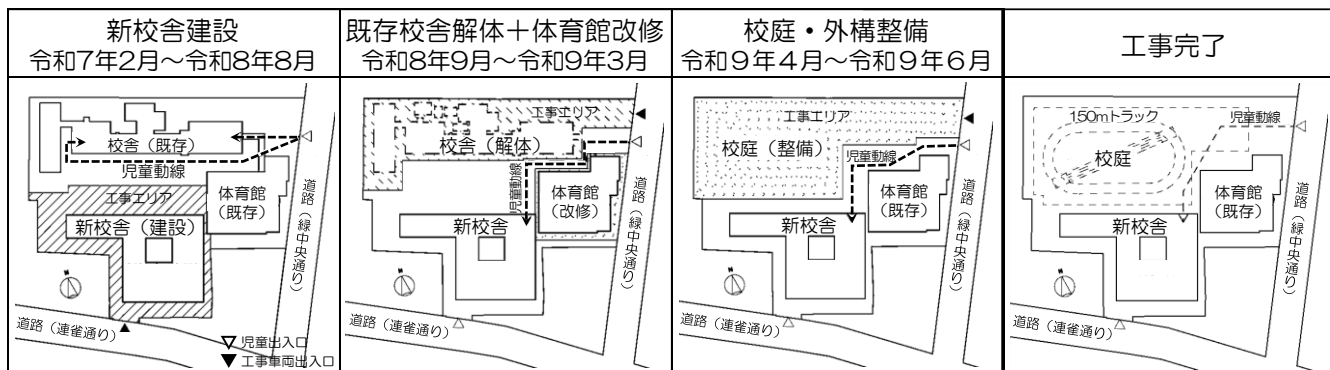 新校舎建設
令和7年2月～令和8年8月
校舎（既存）
児童動線
工事エリア
体育館
（既存）
新校舎（建設）
道路（緑中央通り）
N
道路（連雀通り）
▽児童出入口
▼工事車両出入口
既存校舎解体＋体育館改修
令和8年9月～令和9年3月
工事エリア
校舎（解体）
児童動線
体育館
（改修）
新校舎
道路（緑中央通り）
N
道路（連雀通り）
校庭・外構整備
令和９年４月～令和９年６月
工事エリア
校庭（整備）
児童動線
体育館
（既存）
新校舎
道路（緑中央通り）
N
道路（連雀通り）
工事完了
150mトラック
児童動線
校庭
体育館
（既存）
新校舎
道路（緑中央通り）
N
道路（連雀通り）